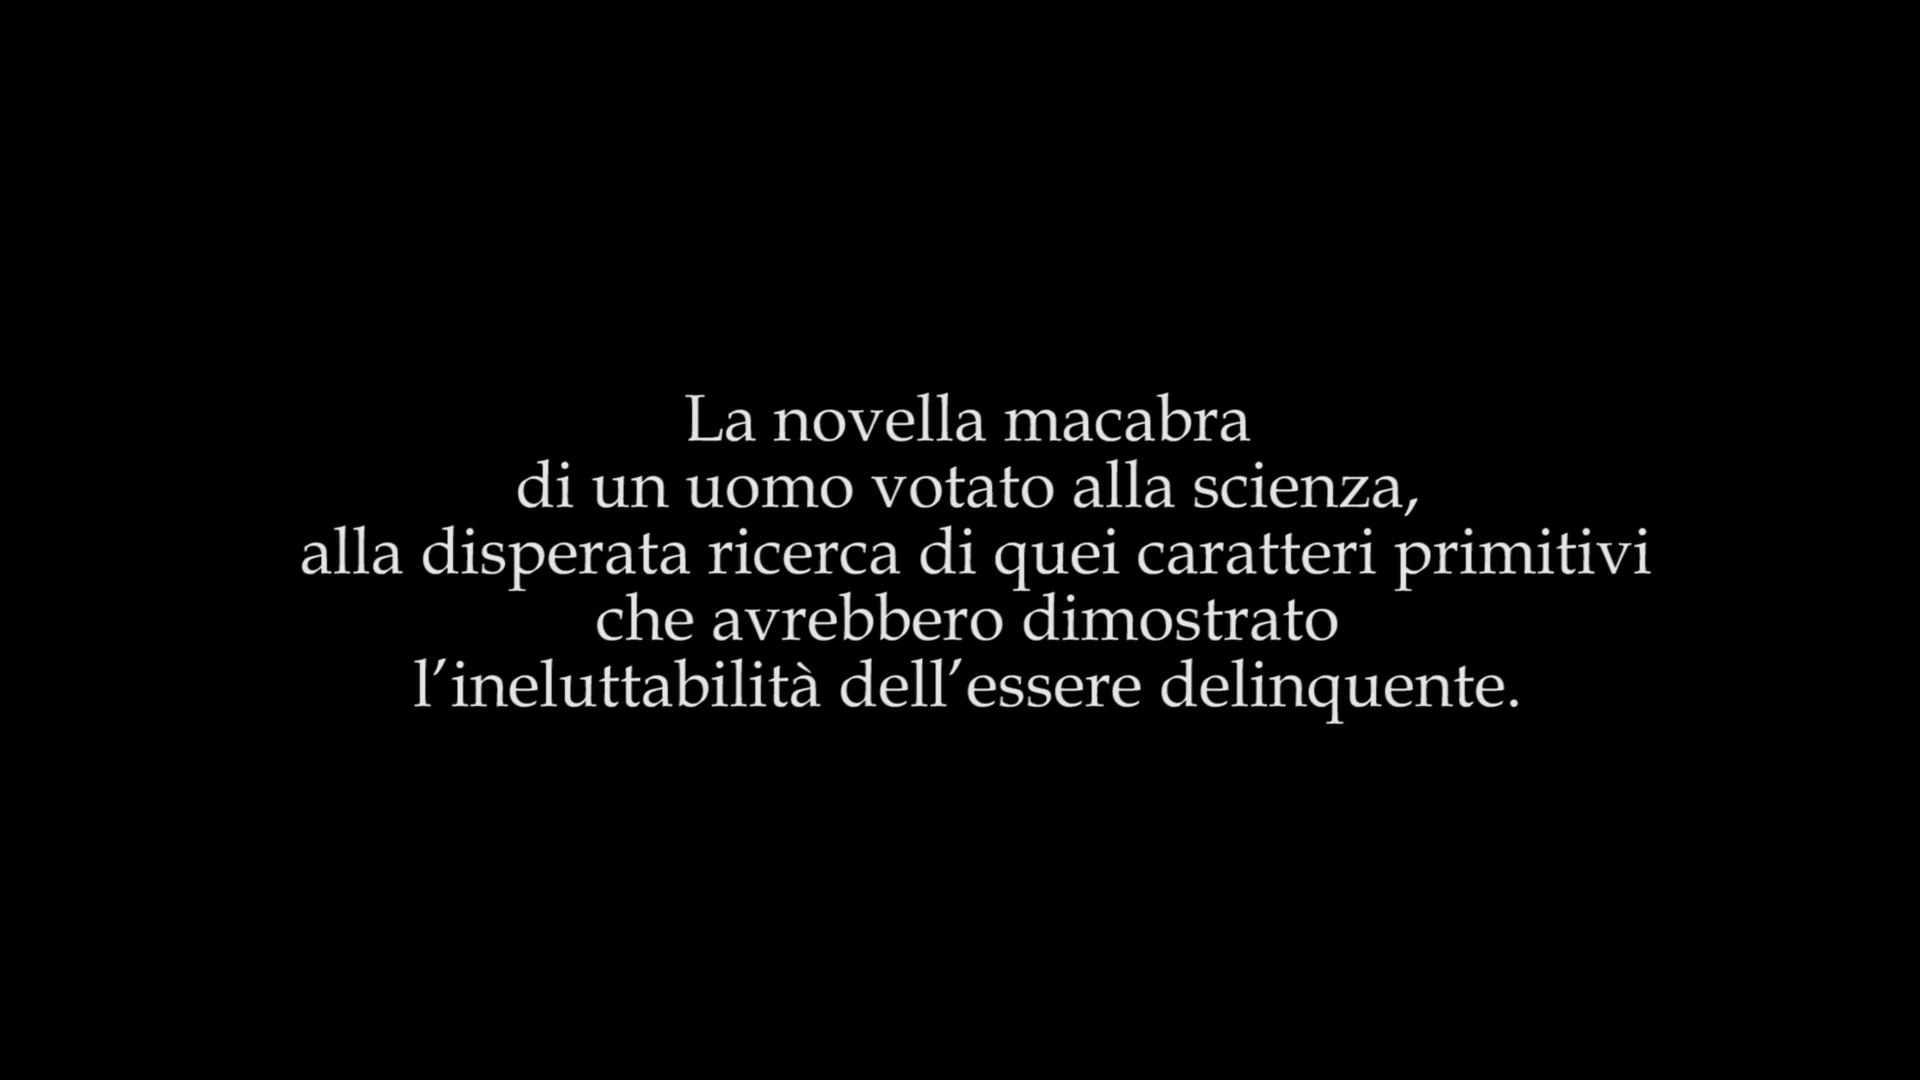 La novella macabra
di un uomo votato alla scienza,
alla disperata ricerca di quei caratteri primitivi
che avrebbero dimostrato
l’ineluttabilità dell’essere delinquente.